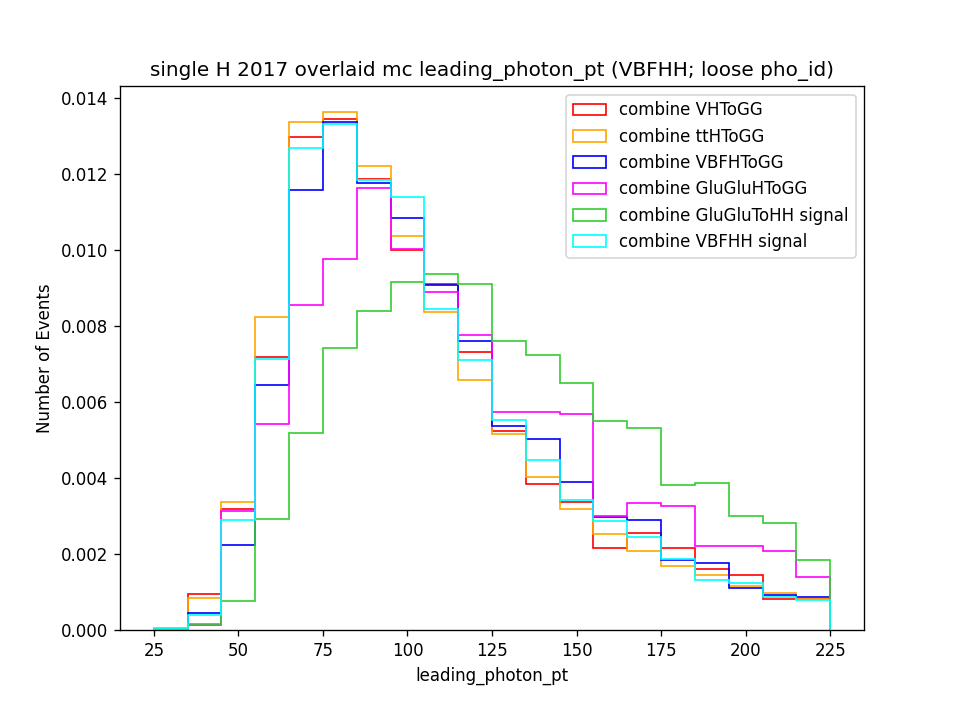 single H 2017 overlaid mc leading_photon_pt (VBFHH; loose pho_id)
combine VHToGG
combine ttHToGG
combine VBFHToGG
combine GluGluHToGG
combine GluGluToHH signal
combine VBFHH signal
Number of Events
0.014
0.012
0.010
0.008
0.006
0.004
0.002
0.000
25 50 75 100 125 150 175 200 225
leading_photon_pt